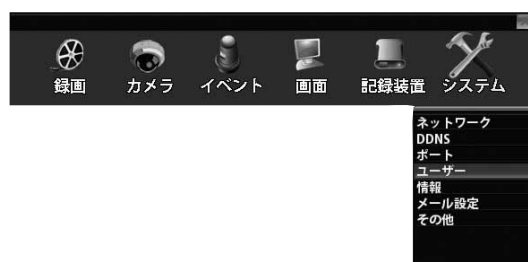 録画 カメラ イベント 画面 記録装置 システム
ネットワーク
DDNS
ポート
ユーザー
情報
メール設定
その他